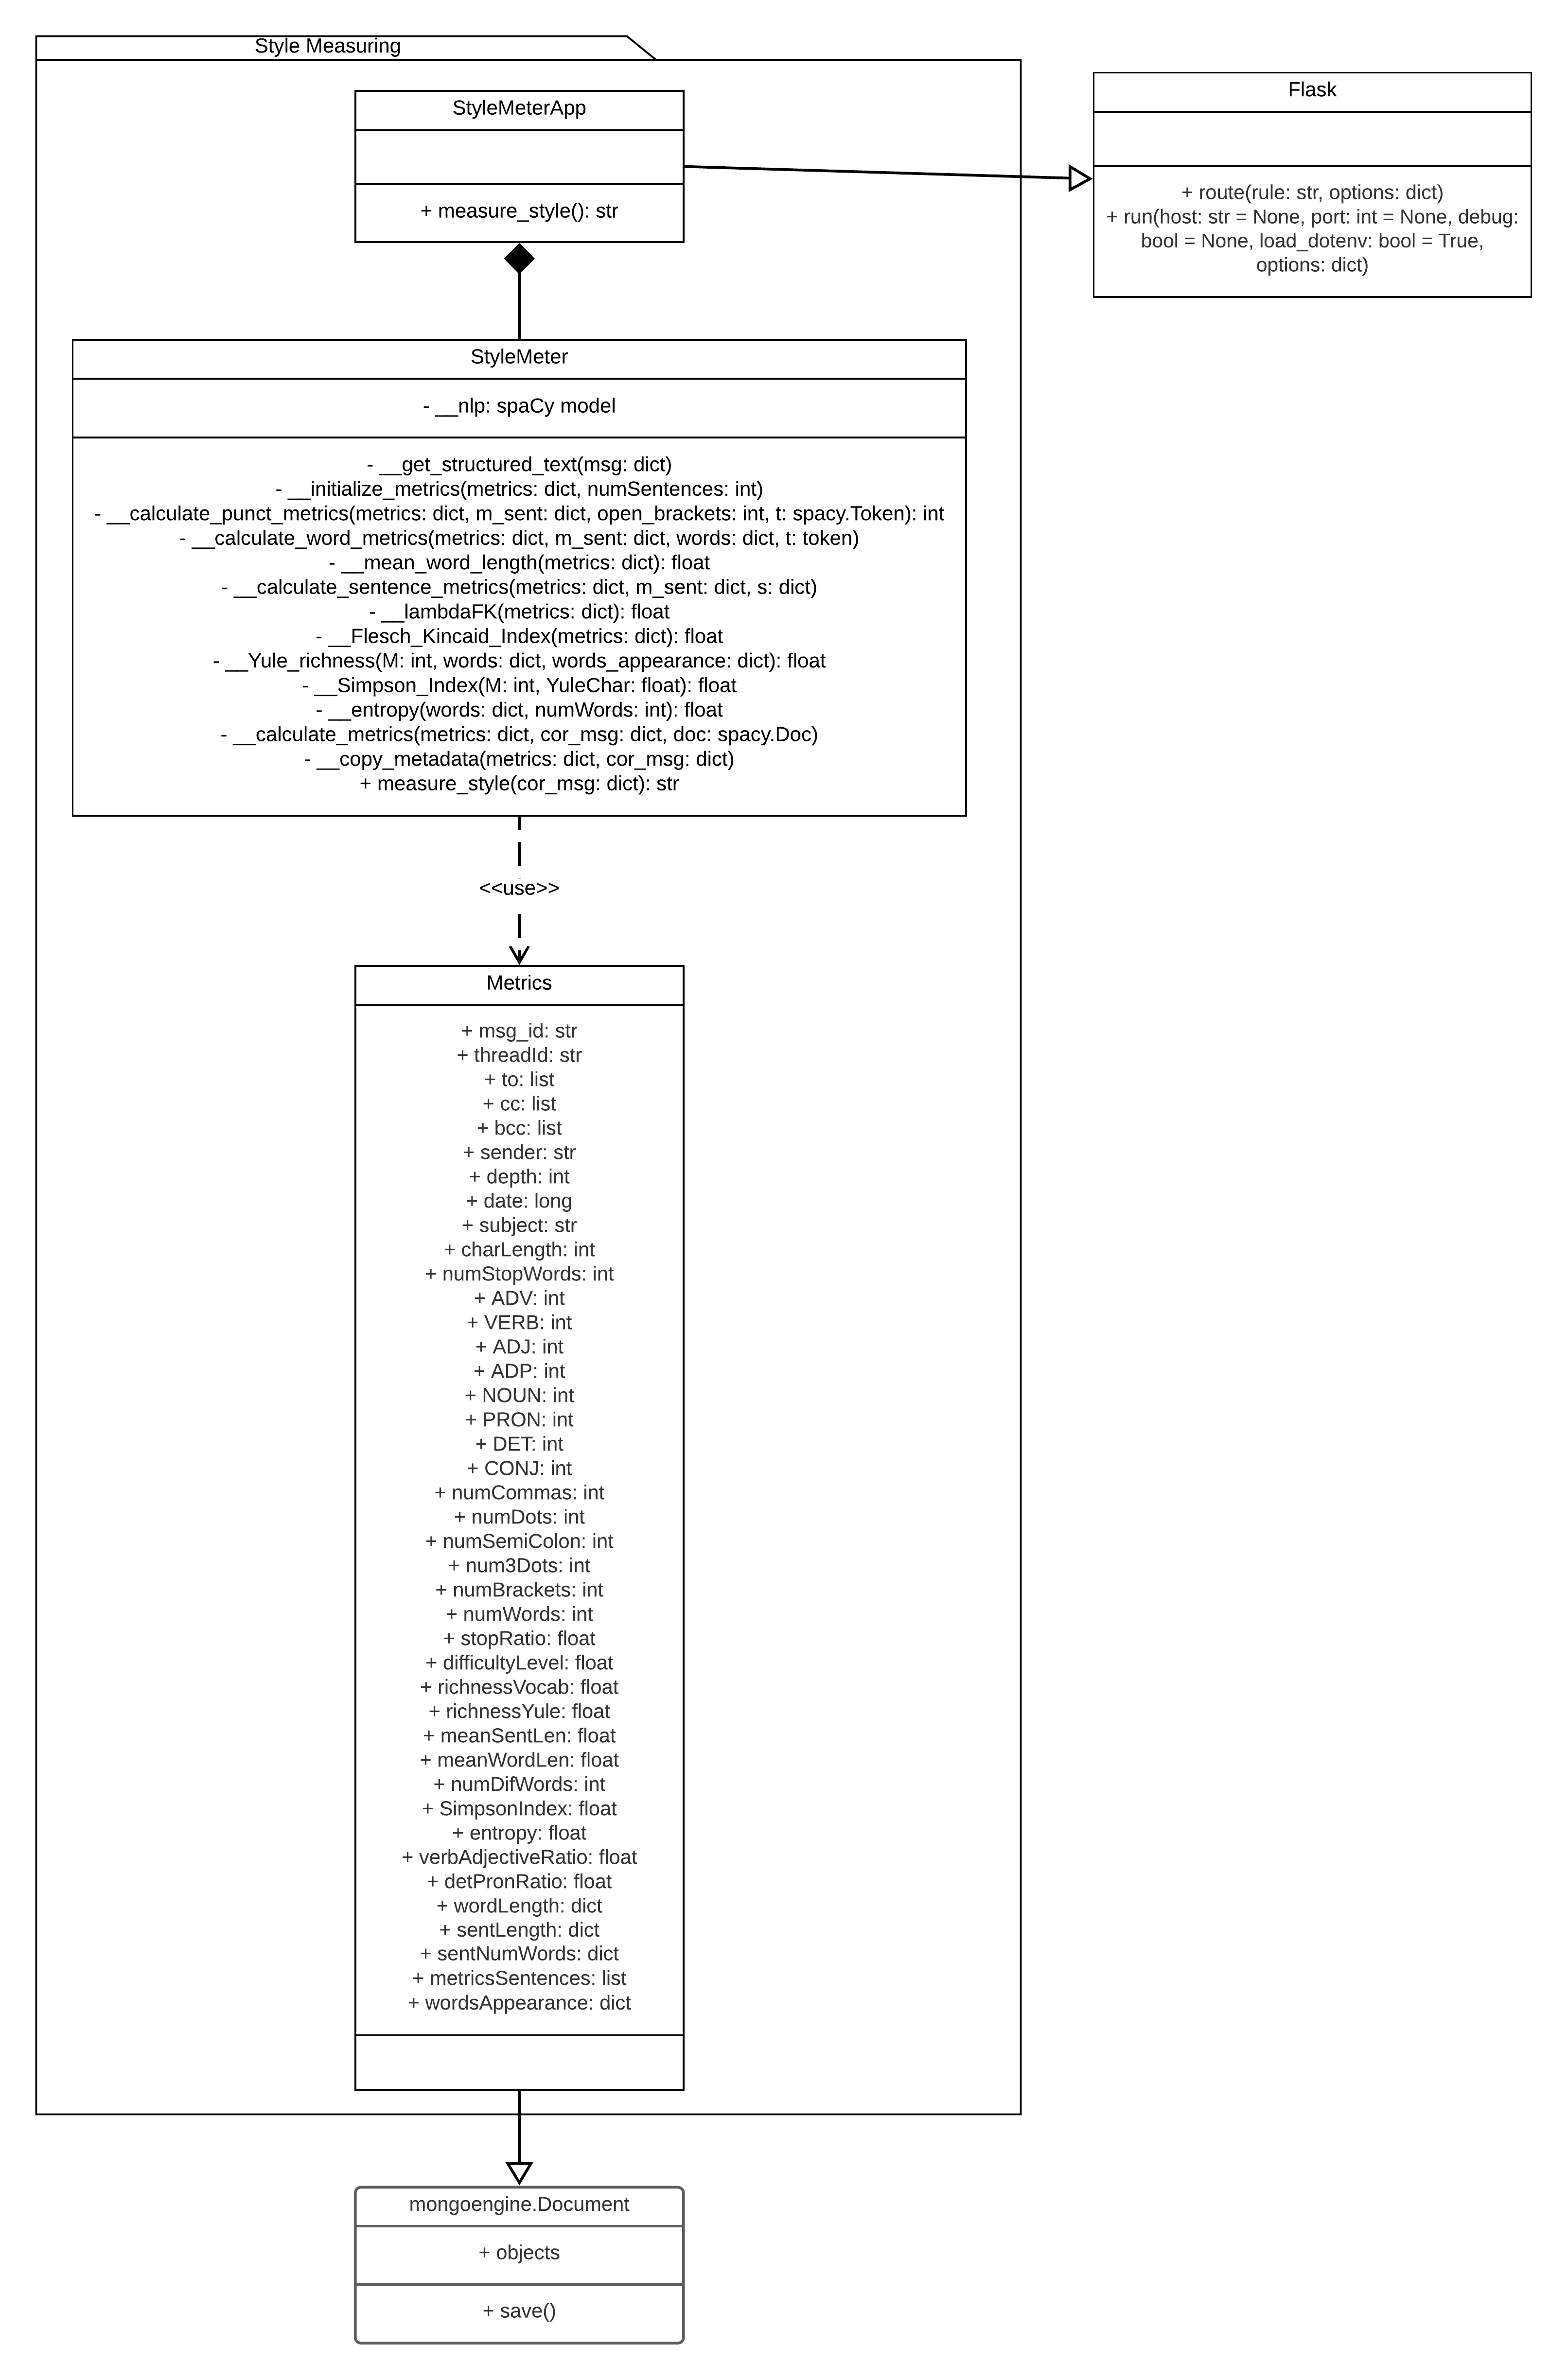 Style Measuring
StyleMeterApp
+ measure_style(): str
Flask
+ route(rule: str, options: dict)
+ run(host: str = None, port: int = None, debug:
bool = None, load_dotenv: bool = True,
options: dict)
StyleMeter
- __nlp: spaCy model
- __get_structured_text(msg: dict)
- __initialize_metrics(metrics: dict, numSentences: int)
- __calculate_punct_metrics(metrics: dict, m_sent: dict, open_brackets: int, t: spacy.Token): int
- __calculate_word_metrics(metrics: dict, m_sent: dict, words: dict, t: token)
- __mean_word_length(metrics: dict): float
- __calculate_sentence_metrics(metrics: dict, m_sent: dict, s: dict)
- __lambdaFK(metrics: dict): float
- __Flesch_Kincaid_Index(metrics: dict): float
- __Yule_richness(M: int, words: dict, words_appearance: dict): float
- __Simpson_Index(M: int, YuleChar: float): float
- __entropy(words: dict, numWords: int): float
- __calculate_metrics(metrics: dict, cor_msg: dict, doc: spacy.Doc)
- __copy_metadata(metrics: dict, cor_msg: dict)
+ measure_style(cor_msg: dict): str
<<use>>
Metrics
+ msg_id: str
+ threadId: str
+ to: list
+ cc: list
+ bcc: list
+ sender: str
+ depth: int
+ date: long
+ subject: str
+ charLength: int
+ numStopWords: int
+ ADV: int
+ VERB: int
+ ADJ: int
+ ADP: int
+ NOUN: int
+ PRON: int
+ DET: int
+ CONJ: int
+ numCommas: int
+ numDots: int
+ numSemiColon: int
+ num3Dots: int
+ numBrackets: int
+ numWords: int
+ stopRatio: float
+ difficultyLevel: float
+ richnessVocab: float
+ richnessYule: float
+ meanSentLen: float
+ meanWordLen: float
+ numDifWords: int
+ SimpsonIndex: float
+ entropy: float
+ verbAdjectiveRatio: float
+ detPronRatio: float
+ wordLength: dict
+ sentLength: dict
+ sentNumWords: dict
+ metricsSentences: list
+ wordsAppearance: dict
mongoengine.Document
+ objects
+ save()